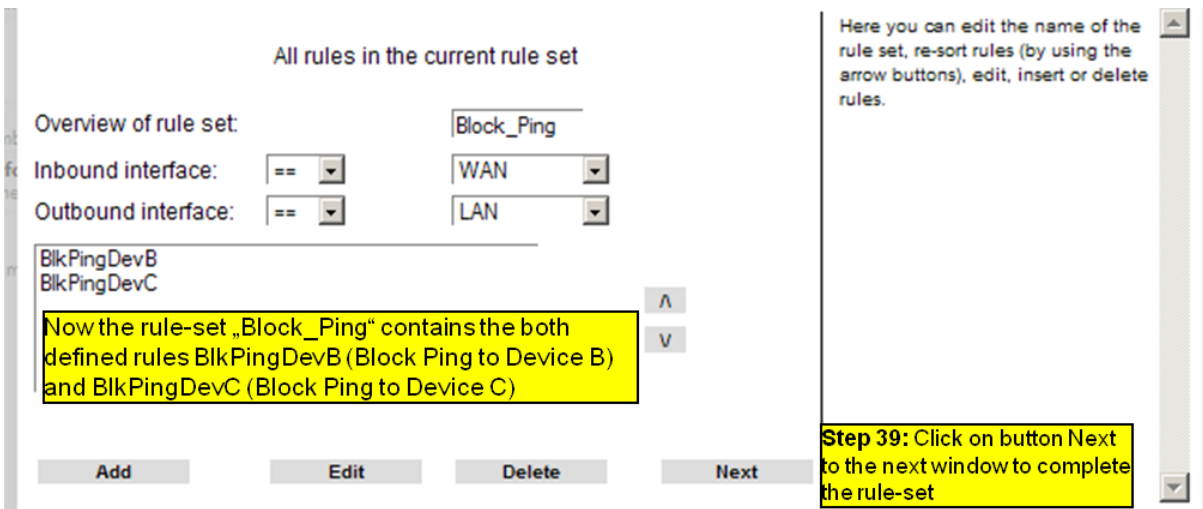 Here you can edit the name of the
rule set, re-sort rules (by using the
arrow buttons), edit, insert or delete
rules.
All rules in the current rule set
Overview of rule set: Block_Ping
Inbound interface: == WAN
Outbound interface: == LAN
BlkPingDevB
BlkPingDevC
Λ
V
Now the rule-set „Block_Ping“ contains the both
defined rules BlkPingDevB (Block Ping to Device B)
and BlkPingDevC (Block Ping to Device C)
Add Edit Delete Next
Step 39: Click on button Next
to the next window to complete
the rule-set